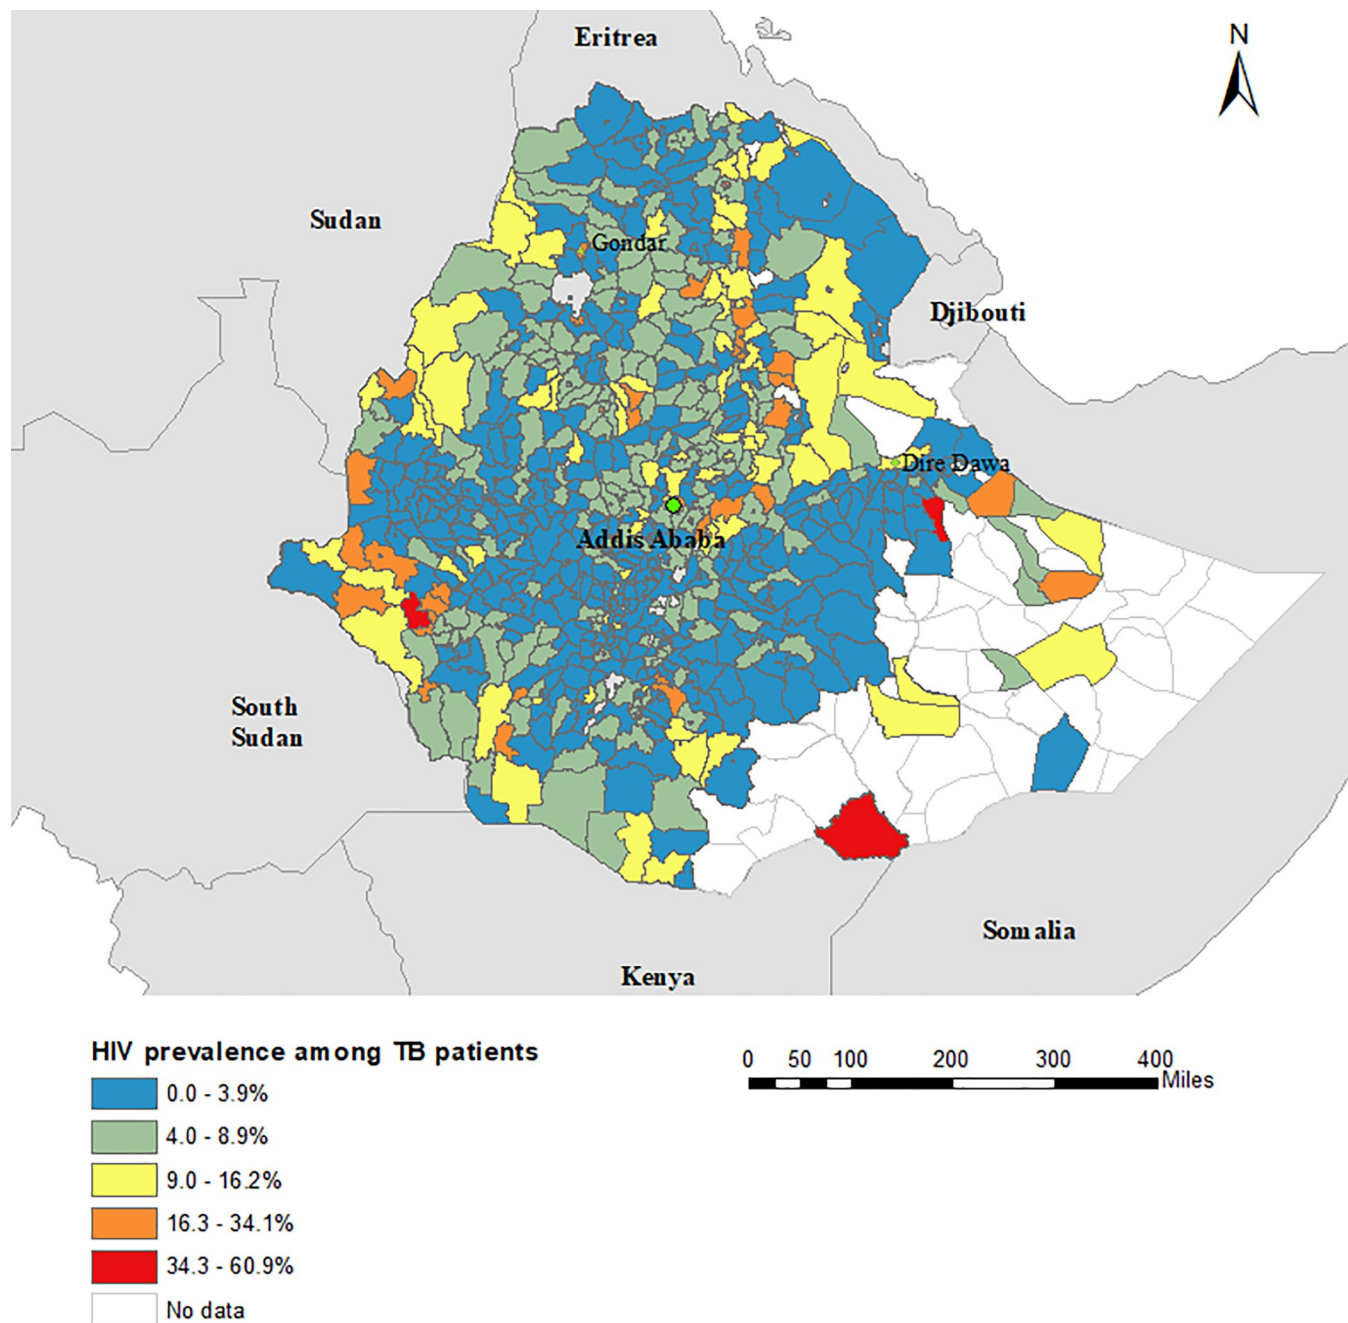 Eritrea
N
Sudan
Gondar
Djibouti
Dire Dawa
Addis Ababa
South
Sudan
Somalia
Kenya
HIV prevalence among TB patients
0.0 - 3.9%
4.0 - 8.9%
9.0 - 16.2%
16.3 - 34.1%
34.3 - 60.9%
No data
0 50 100 200 300 400
Miles